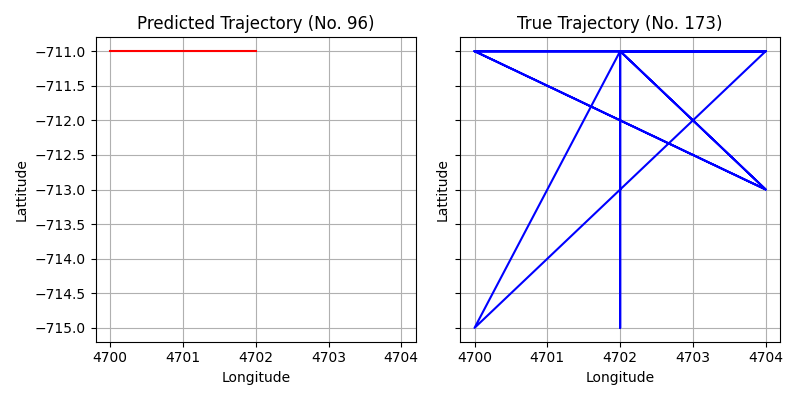 Predicted Trajectory (No. 96)
True Trajectory (No. 173)
−711.0
−711.5
−712.0
−712.5
−713.0
−713.5
−714.0
−714.5
−715.0
Lattitude
4700 4701 4702 4703 4704
Longitude
Lattitude
4700 4701 4702 4703 4704
Longitude